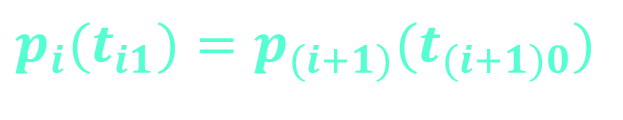 p_i(t_{i1}) = p_{(i+1)}(t_{(i+1)0})